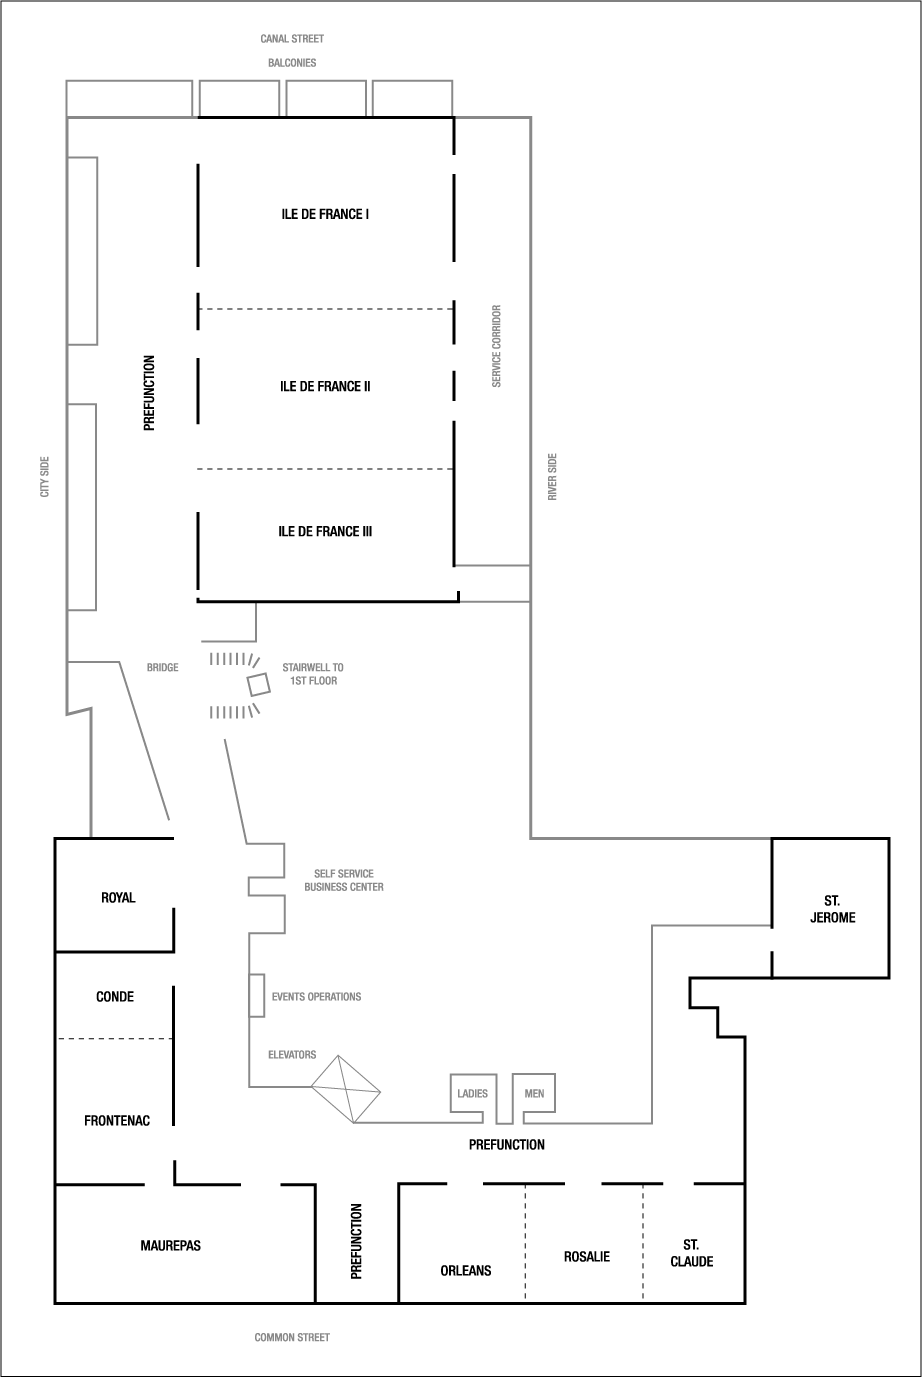 CANAL STREET
BALCONIES
ILE DE FRANCE I
SERVICE CORRIDOR
PREFUNCTION
ILE DE FRANCE II
CITY SIDE
RIVER SIDE
ILE DE FRANCE III
BRIDGE
STAIRWELL TO
1ST FLOOR
SELF SERVICE
BUSINESS CENTER
ROYAL
ST.
JEROME
CONDE
EVENTS OPERATIONS
ELEVATORS
LADIES
MEN
FRONTENAC
PREFUNCTION
MAUREPAS
PREFUNCTION
ORLEANS
ROSALIE
ST.
CLAUDE
COMMON STREET